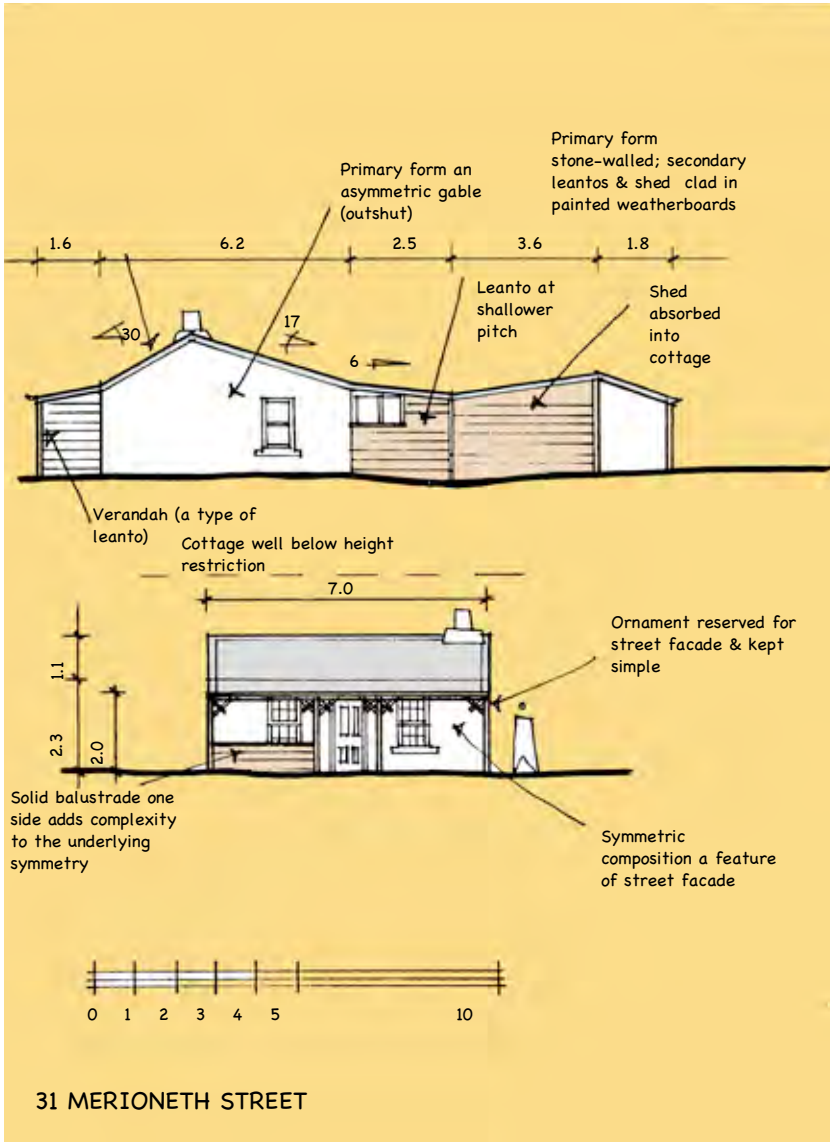 Primary form
stone-walled; secondary
leantos & shed clad in
painted weatherboards
Primary form an
asymmetric gable
(outshut)
1.6
6.2
2.5
3.6
1.8
Leanto at
shallower
pitch
Shed
absorbed
into
cottage
30
17
6
Verandah (a type of
leanto)
Cottage well below height
restriction
7.0
Ornament reserved for
street facade & kept
simple
1.1
2.3
2.0
Solid balustrade one
side adds complexity
to the underlying
symmetry
Symmetric
composition a feature
of street facade
0 1 2 3 4 5 10
31 MERIONETH STREET